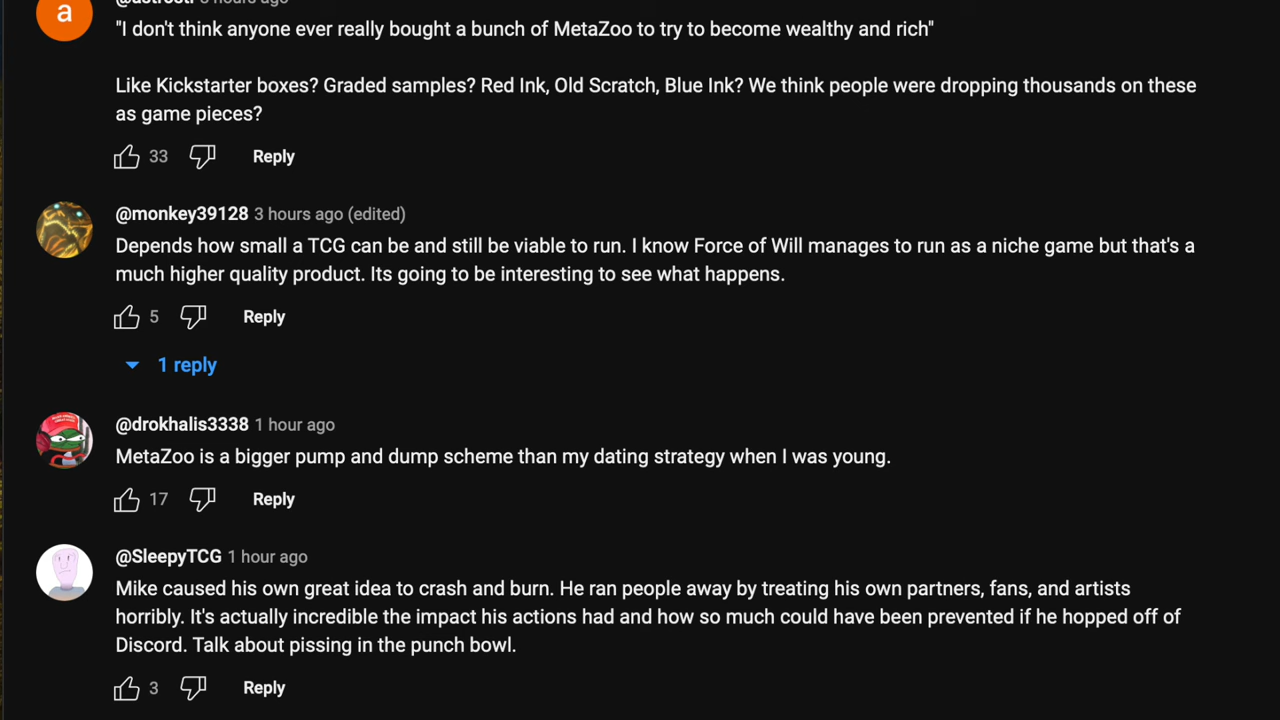 a
"I don't think anyone ever really bought a bunch of MetaZoo to try to become wealthy and rich"
Like Kickstarter boxes? Graded samples? Red Ink, Old Scratch, Blue Ink? We think people were dropping thousands on these
as game pieces?
33 Reply
@monkey39128 3 hours ago (edited)
Depends how small a TCG can be and still be viable to run. I know Force of Will manages to run as a niche game but that's a
much higher quality product. Its going to be interesting to see what happens.
5 Reply
1 reply
@drokhalis3338 1 hour ago
MetaZoo is a bigger pump and dump scheme than my dating strategy when I was young.
17 Reply
@SleepyTCG 1 hour ago
Mike caused his own great idea to crash and burn. He ran people away by treating his own partners, fans, and artists
horribly. It's actually incredible the impact his actions had and how so much could have been prevented if he hopped off of
Discord. Talk about pissing in the punch bowl.
3 Reply